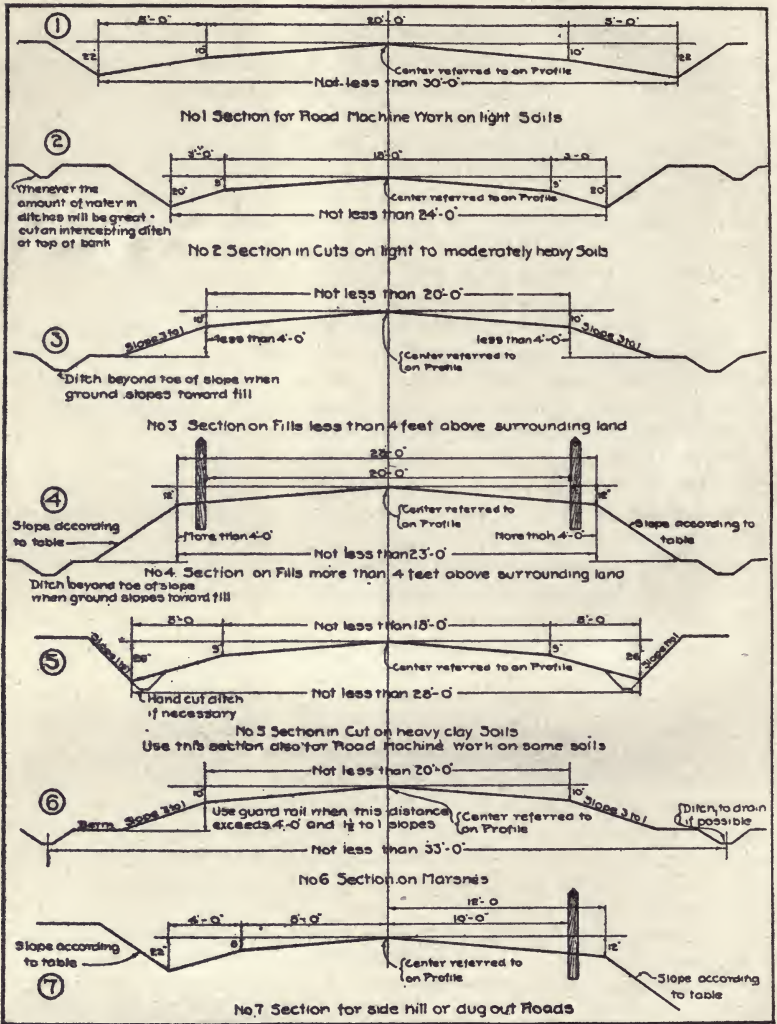 ①
5'-0" 20'-0" 5'-0"
22" 10" 10" 22"
Center referred to on Profile
Not less than 30'-0"
No1 Section for Road Machine Work on light Soils
②
3'-0" 18'-0" 3-0
20" 5" 5" 20"
Whenever the
amount of water in
ditches will be great -
cut an intercepting ditch
at top of bank
Center referred to on Profile
Not less than 24'-0"
No 2 Section in Cuts on light to moderately heavy Soils
Not less than 20'-0"
③
Slope 3 to 1 10" 10" Slope 3 to 1
less than 4'-0" less than 4'-0"
Center referred to
on Profile
Ditch beyond toe of slope when
ground slopes toward fill
No 3 Section on Fills less than 4 feet above surrounding land
23'-0"
20'-0"
④
12" 12"
Slope according
to table
Center referred to
on Profile
Slope according to
table
More than 4'-0" More than 4'-0"
Not less than 23'-0"
No4 Section on Fills more than 4 feet above surrounding land
Ditch beyond toe of slope
when ground slopes toward fill
5'-0" Not less than 18'-0" 5'-0"
⑤
Slope 1 to 1 5" 5" Slope 1 to 1
Center referred to on Profile
Not less than 28'-0"
Hand cut ditch
if necessary
No 5 Section in Cut on heavy clay Soils
Use this section also for Road Machine Work on some soils
Not less than 20'-0"
⑥
10" 10"
Berm Slope 3 to 1
Use guard rail when this distance
exceeds 4'-0" and 1½ to 1 slopes
Center referred to
on Profile
Slope 3 to 1
Ditch to drain
if possible
Not less than 33'-0"
No 6 Section on Marshes
12'-0
4'-0" 8'-0" 10'-0"
Slope according
to table
22" 8" 12"
Center referred to
on Profile
Slope according
to table
⑦
No.7 Section for side hill or dug out Roads